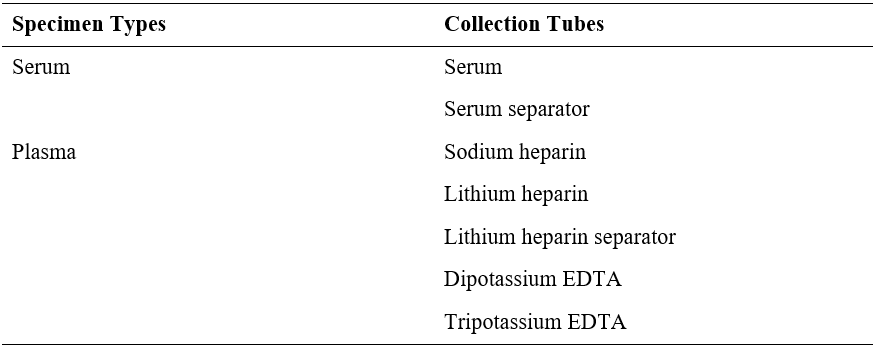 Specimen Types Collection Tubes
Serum Serum
Serum separator
Plasma Sodium heparin
Lithium heparin
Lithium heparin separator
Dipotassium EDTA
Tripotassium EDTA